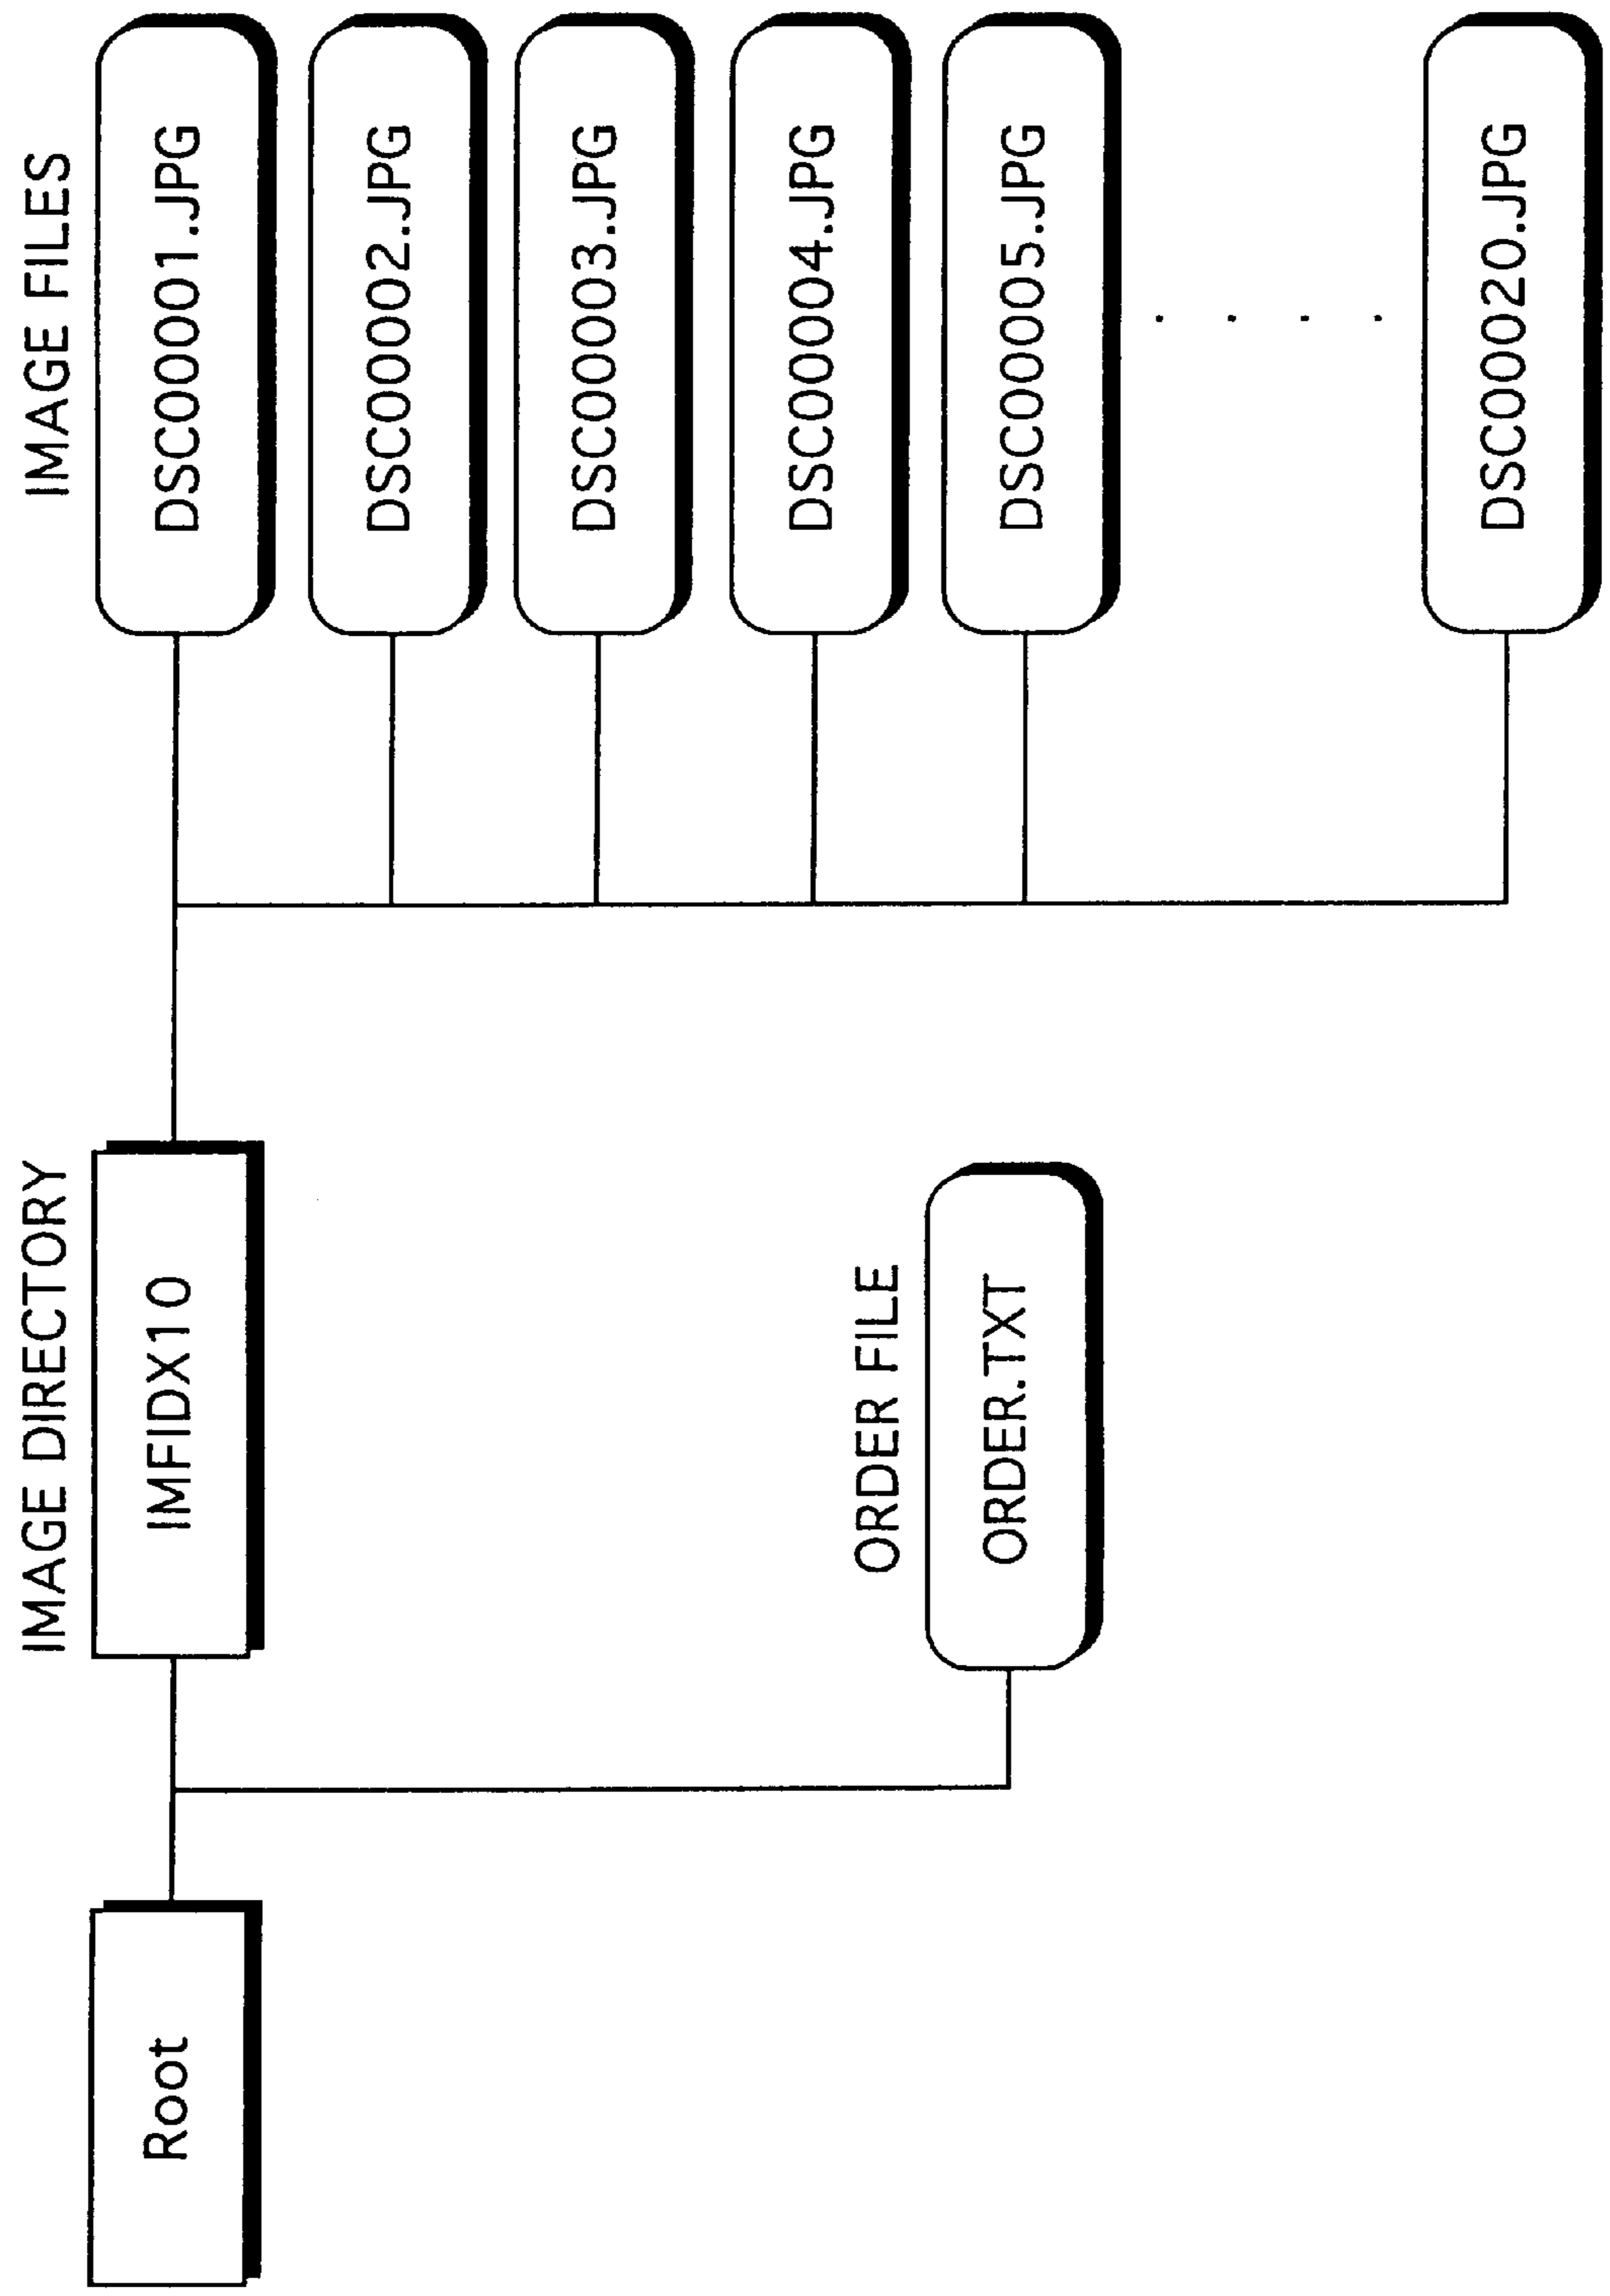 IMAGE DIRECTORY
IMAGE FILES
Root
IMFIDX10
DSC00001.JPG
DSC00002.JPG
DSC00003.JPG
DSC00004.JPG
ORDER FILE
ORDER.TXT
DSC00005.JPG
DSC00020.JPG